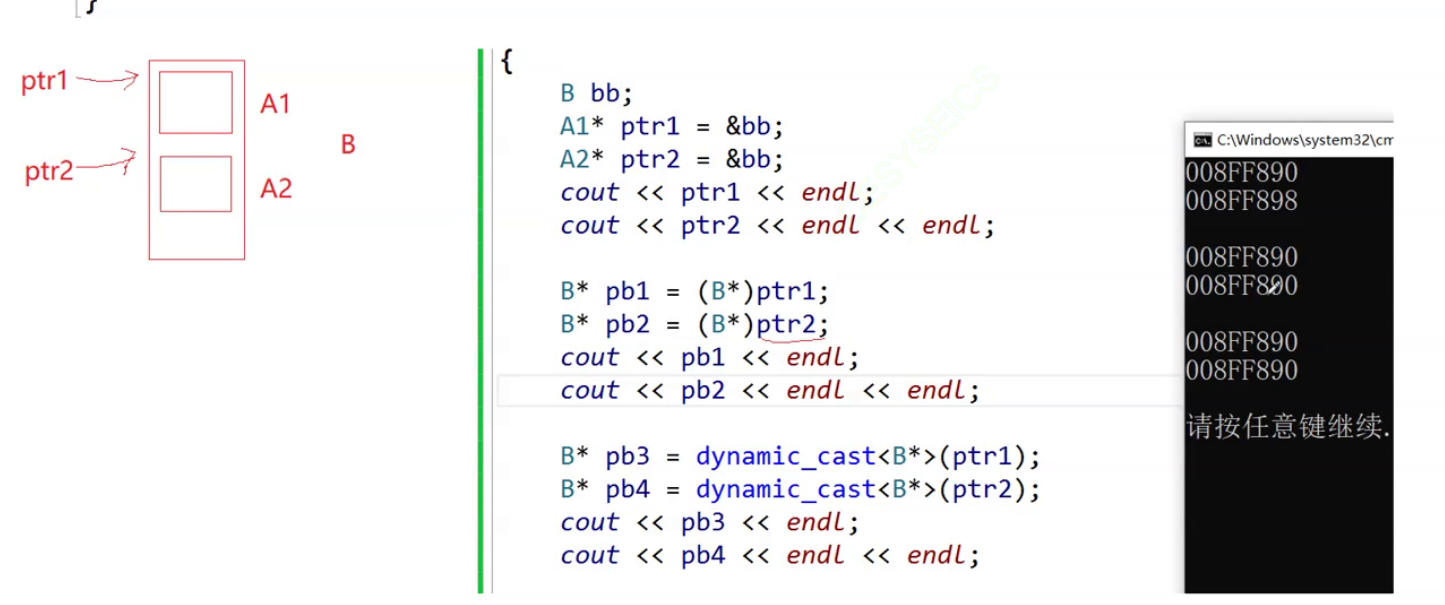 }
ptr1
A1
B
ptr2
A2
{
B bb;
A1* ptr1 = &bb;
A2* ptr2 = &bb;
cout << ptr1 << endl;
cout << ptr2 << endl << endl;
B* pb1 = (B*)ptr1;
B* pb2 = (B*)ptr2;
cout << pb1 << endl;
cout << pb2 << endl << endl;
B* pb3 = dynamic_cast<B*>(ptr1);
B* pb4 = dynamic_cast<B*>(ptr2);
cout << pb3 << endl;
cout << pb4 << endl << endl;
C:\Windows\system32\cm
008FF890
008FF898
008FF890
008FF890
008FF890
008FF890
请按任意键继续.